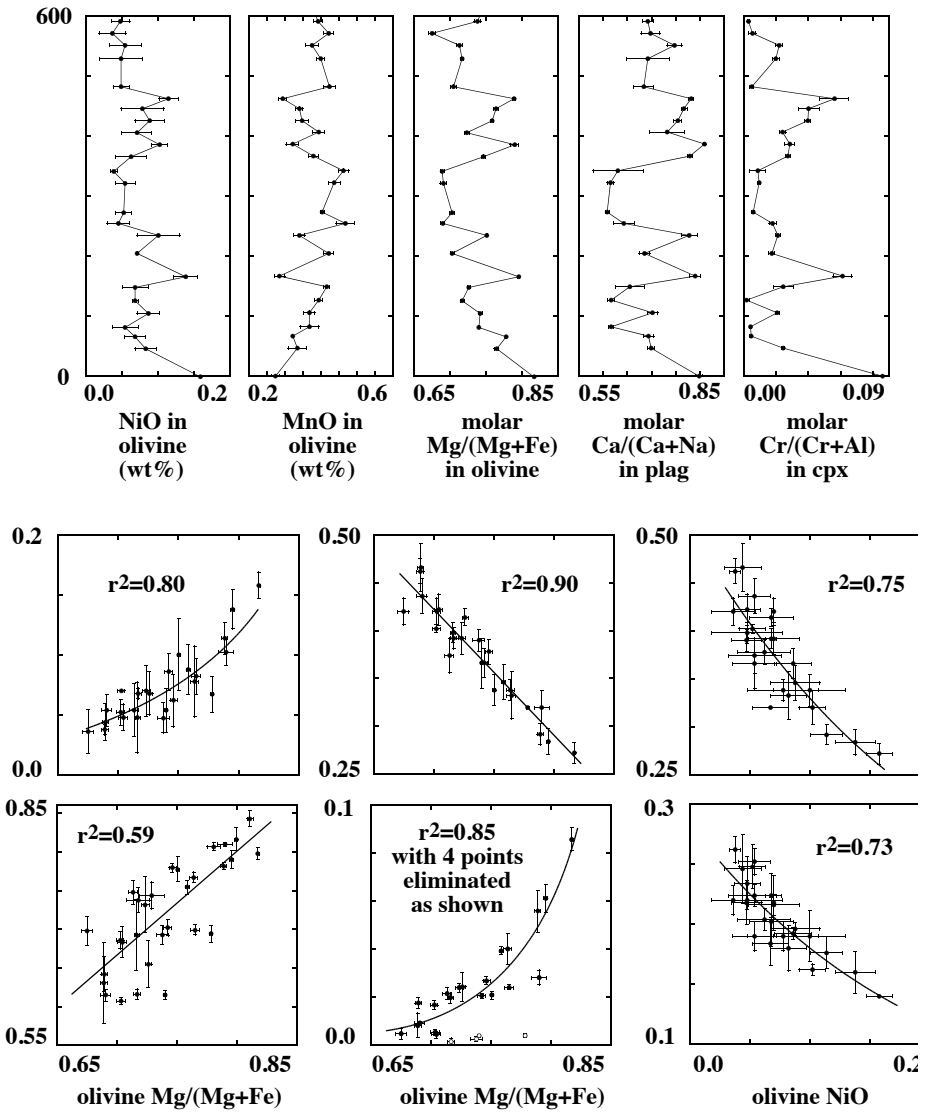 600
0
0.0 0.2
0.2 0.6
0.65 0.85
0.55 0.85
0.00 0.09
NiO in
olivine
(wt%)
MnO in
olivine
(wt%)
molar
Mg/(Mg+Fe)
in olivine
molar
Ca/(Ca+Na)
in plag
molar
Cr/(Cr+Al)
in cpx
0.2
r2=0.80
0.0
0.50
r2=0.90
0.25
0.50
r2=0.75
0.25
0.85
r2=0.59
0.55
0.65 0.85
olivine Mg/(Mg+Fe)
0.1
r2=0.85
with 4 points
eliminated
as shown
0.0
0.65 0.85
olivine Mg/(Mg+Fe)
0.3
r2=0.73
0.1
0.0 0.2
olivine NiO